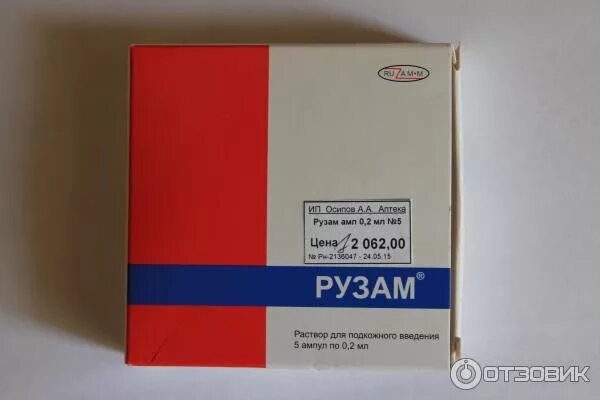 RUZAM•M
ИП Осипов А.А. Аптека
Рузам амп 0,2 мл №5
Цена 2 062,00
№ Рн-2136047 - 24.05.15
РУЗАМ®
Раствор для подкожного введения
5 ампул по 0,2 мл
ОТЗОВИК